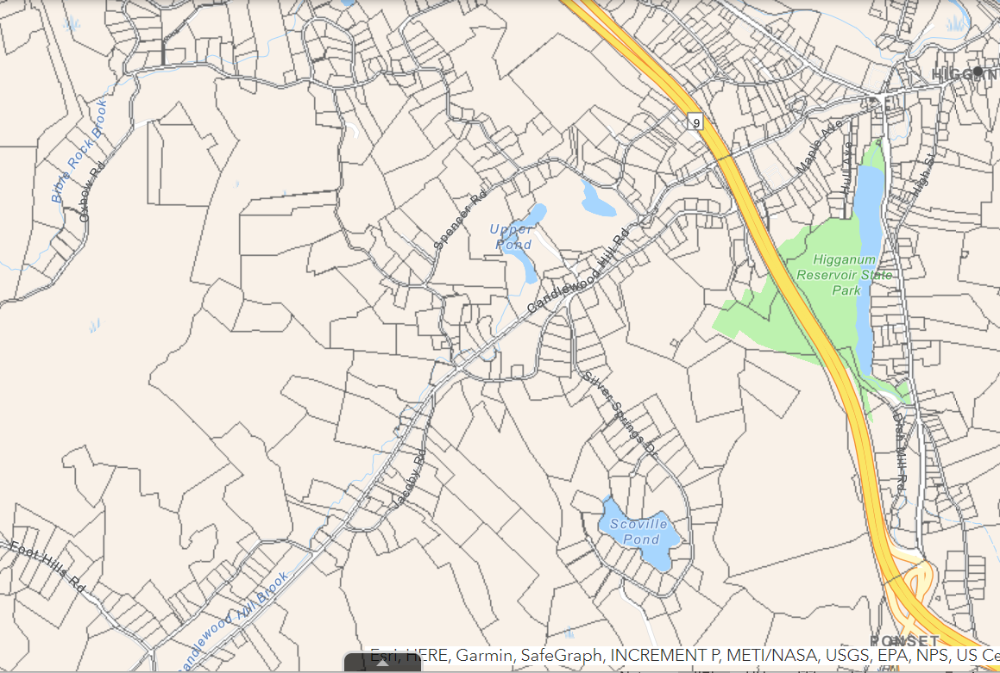 HIGGAN
9
Bible Rock Brook
Oxbow Rd
Maple Ave
Hull Ave
High St
Spencer Rd
Upper
Pond
Candlewood Hill Rd
Higganum
Reservoir State
Park
Silver Springs Dr
Dish Mill Rd
Jacoby Rd
Scoville
Pond
Foot Hills Rd
Candlewood Hill Brook
PONSET
Esri, HERE, Garmin, SafeGraph, INCREMENT P, METI/NASA, USGS, EPA, NPS, US Ce